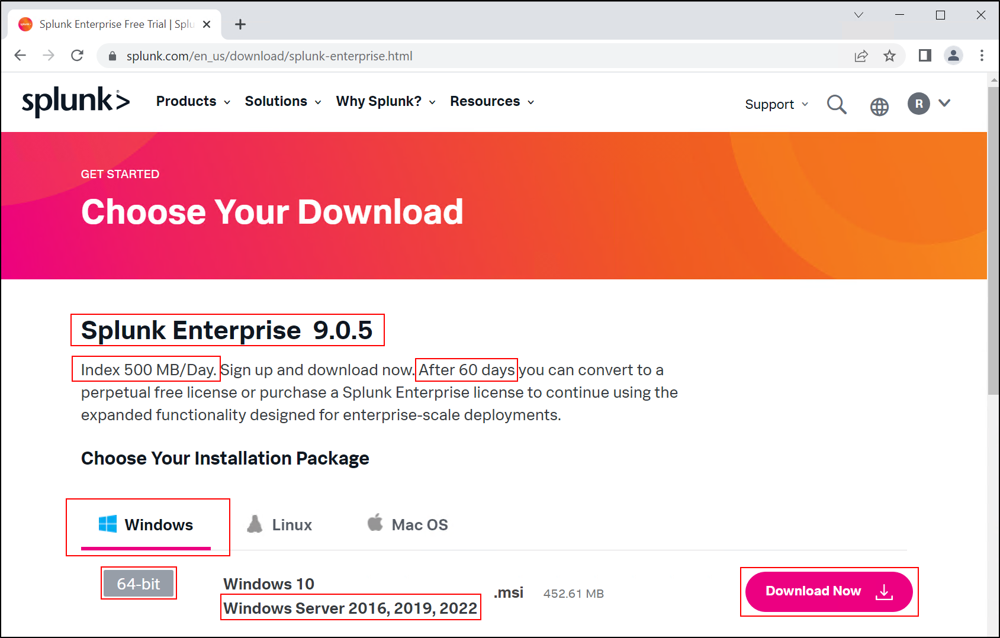 Splunk Enterprise Free Trial | Splu
splunk.com/en_us/download/splunk-enterprise.html
splunk> Products Solutions Why Splunk? Resources Support R
GET STARTED
Choose Your Download
Splunk Enterprise 9.0.5
Index 500 MB/Day. Sign up and download now. After 60 days you can convert to a
perpetual free license or purchase a Splunk Enterprise license to continue using the
expanded functionality designed for enterprise-scale deployments.
Choose Your Installation Package
Windows Linux Mac OS
64-bit
Windows 10
Windows Server 2016, 2019, 2022
.msi 452.61 MB
Download Now